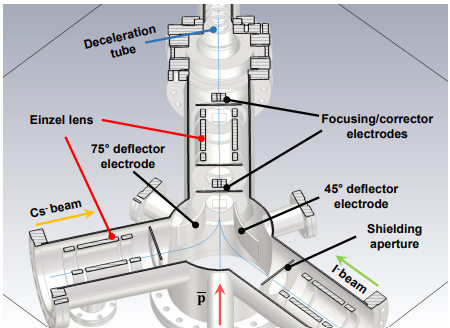 Deceleration
tube
Einzel lens
Focusing/corrector
electrodes
75° deflector
electrode
45° deflector
electrode
Cs⁻ beam
Shielding
aperture
I⁻beam
p̅